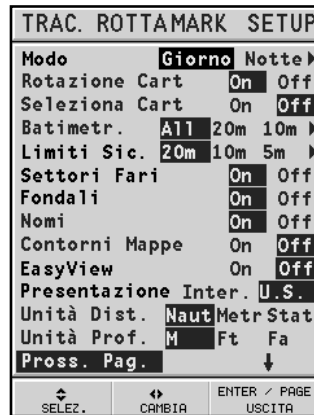 TRAC. ROTTA MARK SETUP
Modo Giorno Notte
Rotazione Cart On Off
Seleziona Cart On Off
Batimetr. All 20m 10m
Limiti Sic. 20m 10m 5m
Settori Fari On Off
Fondali On Off
Nomi On Off
Contorni Mappe On Off
EasyView On Off
Presentazione Inter. U.S.
Unità Dist. Naut Metr Stat
Unità Prof. M Ft Fa
Pross. Pag.
SELEZ. CAMBIA ENTER / PAGE
USCITA